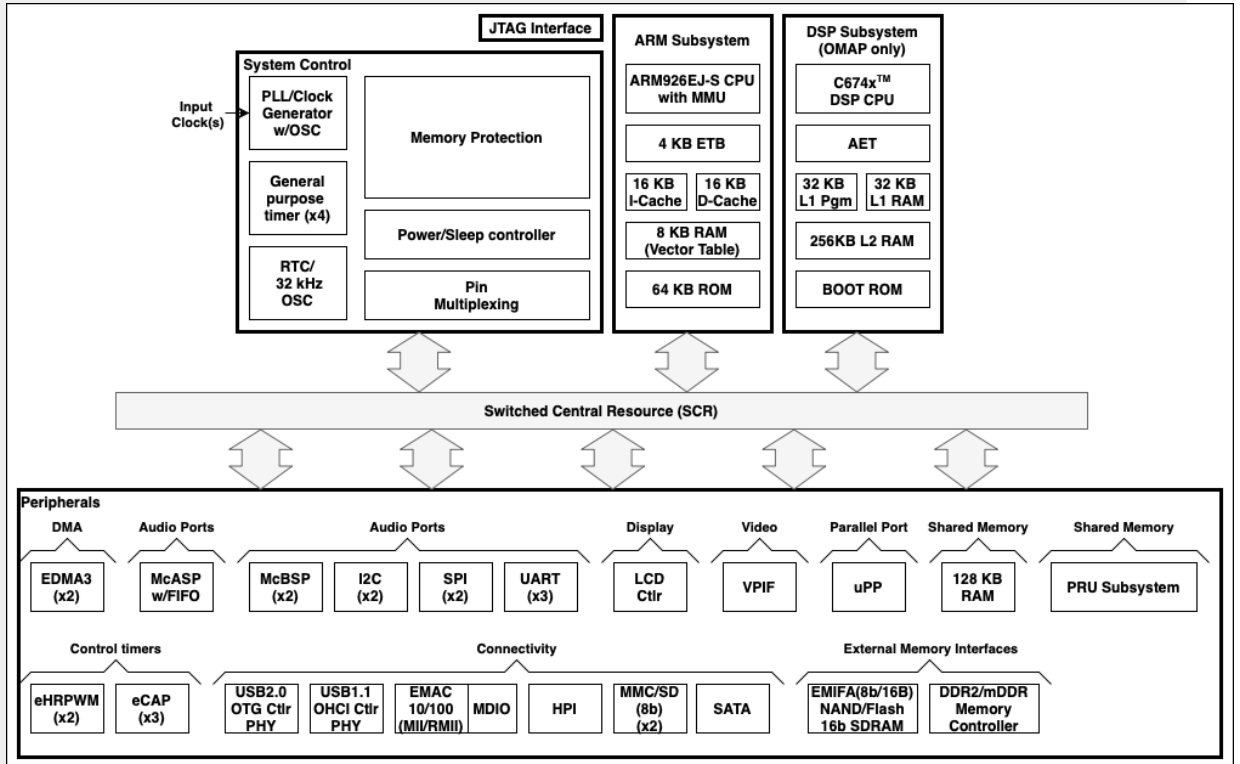 JTAG Interface
System Control
Input
Clock(s)
PLL/Clock
Generator
w/OSC
General
purpose
timer (x4)
RTC/
32 kHz
OSC
Memory Protection
Power/Sleep controller
Pin
Multiplexing
ARM Subsystem
ARM926EJ-S CPU
with MMU
4 KB ETB
16 KB
I-Cache
16 KB
D-Cache
8 KB RAM
(Vector Table)
64 KB ROM
DSP Subsystem
(OMAP only)
C674x™
DSP CPU
AET
32 KB
L1 Pgm
32 KB
L1 RAM
256KB L2 RAM
BOOT ROM
Switched Central Resource (SCR)
Peripherals
DMA
EDMA3
(x2)
Audio Ports
McASP
w/FIFO
Audio Ports
McBSP
(x2)
I2C
(x2)
SPI
(x2)
UART
(x3)
Display
LCD
Ctlr
Video
VPIF
Parallel Port
uPP
Shared Memory
128 KB
RAM
Shared Memory
PRU Subsystem
Control timers
eHRPWM
(x2)
eCAP
(x3)
Connectivity
USB2.0
OTG Ctlr
PHY
USB1.1
OHCI Ctlr
PHY
EMAC
10/100
(MII/RMII)
MDIO
HPI
MMC/SD
(8b)
(x2)
SATA
External Memory Interfaces
EMIFA(8b/16B)
NAND/Flash
16b SDRAM
DDR2/mDDR
Memory
Controller